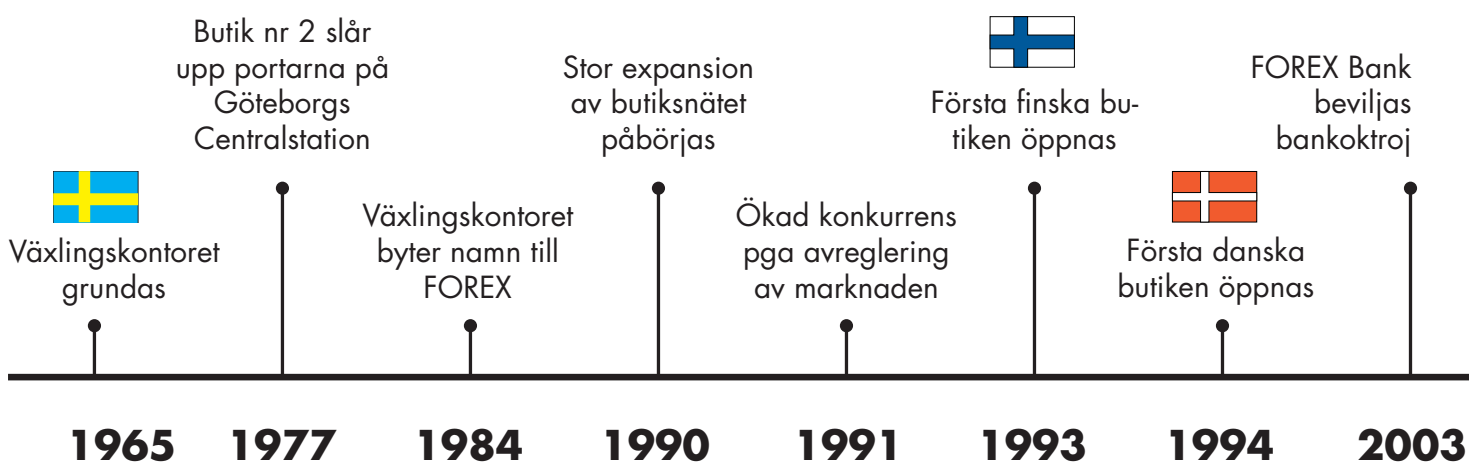 Växlingskontoret
grundas
1965
Butik nr 2 slår
upp portarna på
Göteborgs
Centralstation
1977
Växlingskontoret
byter namn till
FOREX
1984
Stor expansion
av butiksnätet
påbörjas
1990
Ökad konkurrens
pga avreglering
av marknaden
1991
Första finska bu-
tiken öppnas
1993
Första danska
butiken öppnas
1994
FOREX Bank
beviljas
bankoktroj
2003